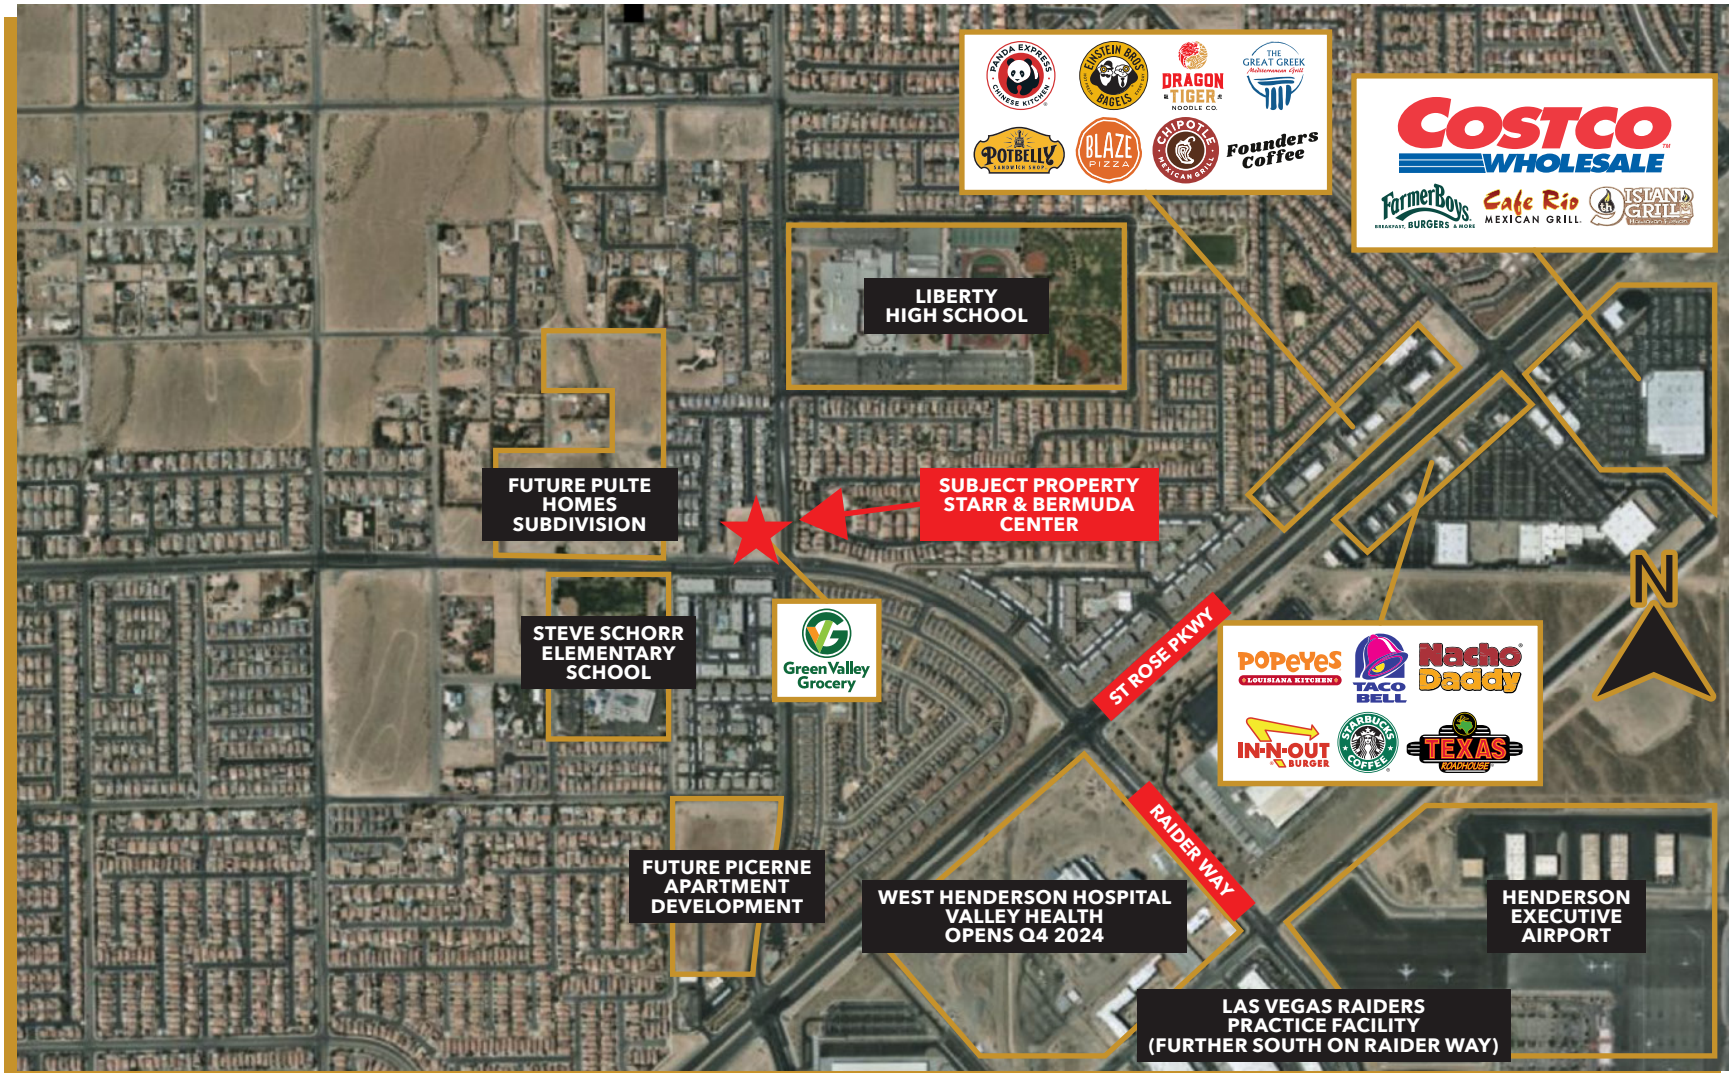 PANDA EXPRESS
CHINESE KITCHEN
EINSTEIN BROS
BAGELS
DRAGON
TIGER
NOODLE CO.
THE
GREAT GREEK
Mediterranean Grill
POTBELLY
SANDWICH SHOP
BLAZE
PIZZA
CHIPOTLE
MEXICAN GRILL
Founders
Coffee
COSTCO
WHOLESALE
FarmerBoys
BREAKFAST, BURGERS & MORE
Cafe Rio
MEXICAN GRILL
9th ISLAND
GRILL
LIBERTY
HIGH SCHOOL
FUTURE PULTE
HOMES
SUBDIVISION
SUBJECT PROPERTY
STARR & BERMUDA
CENTER
N
STEVE SCHORR
ELEMENTARY
SCHOOL
Green Valley
Grocery
ST ROSE PKWY
POPEYES
LOUISIANA KITCHEN
TACO
BELL
Nacho
Daddy
IN-N-OUT
BURGER
STARBUCKS
COFFEE
TEXAS
ROADHOUSE
RAIDER WAY
FUTURE PICERNE
APARTMENT
DEVELOPMENT
WEST HENDERSON HOSPITAL
VALLEY HEALTH
OPENS Q4 2024
HENDERSON
EXECUTIVE
AIRPORT
LAS VEGAS RAIDERS
PRACTICE FACILITY
(FURTHER SOUTH ON RAIDER WAY)